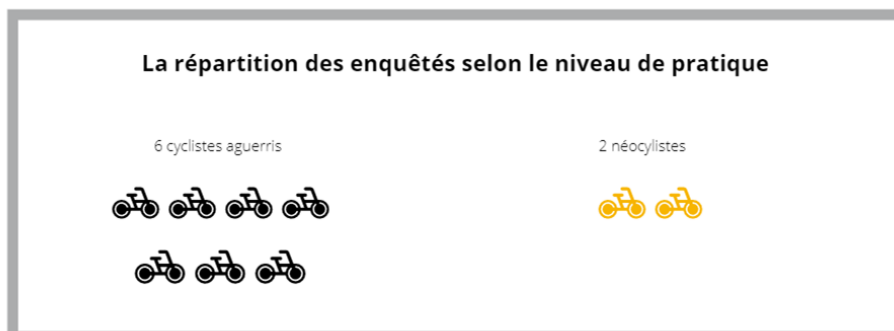 La répartition des enquêtés selon le niveau de pratique
6 cyclistes aguerris
2 néocylistes